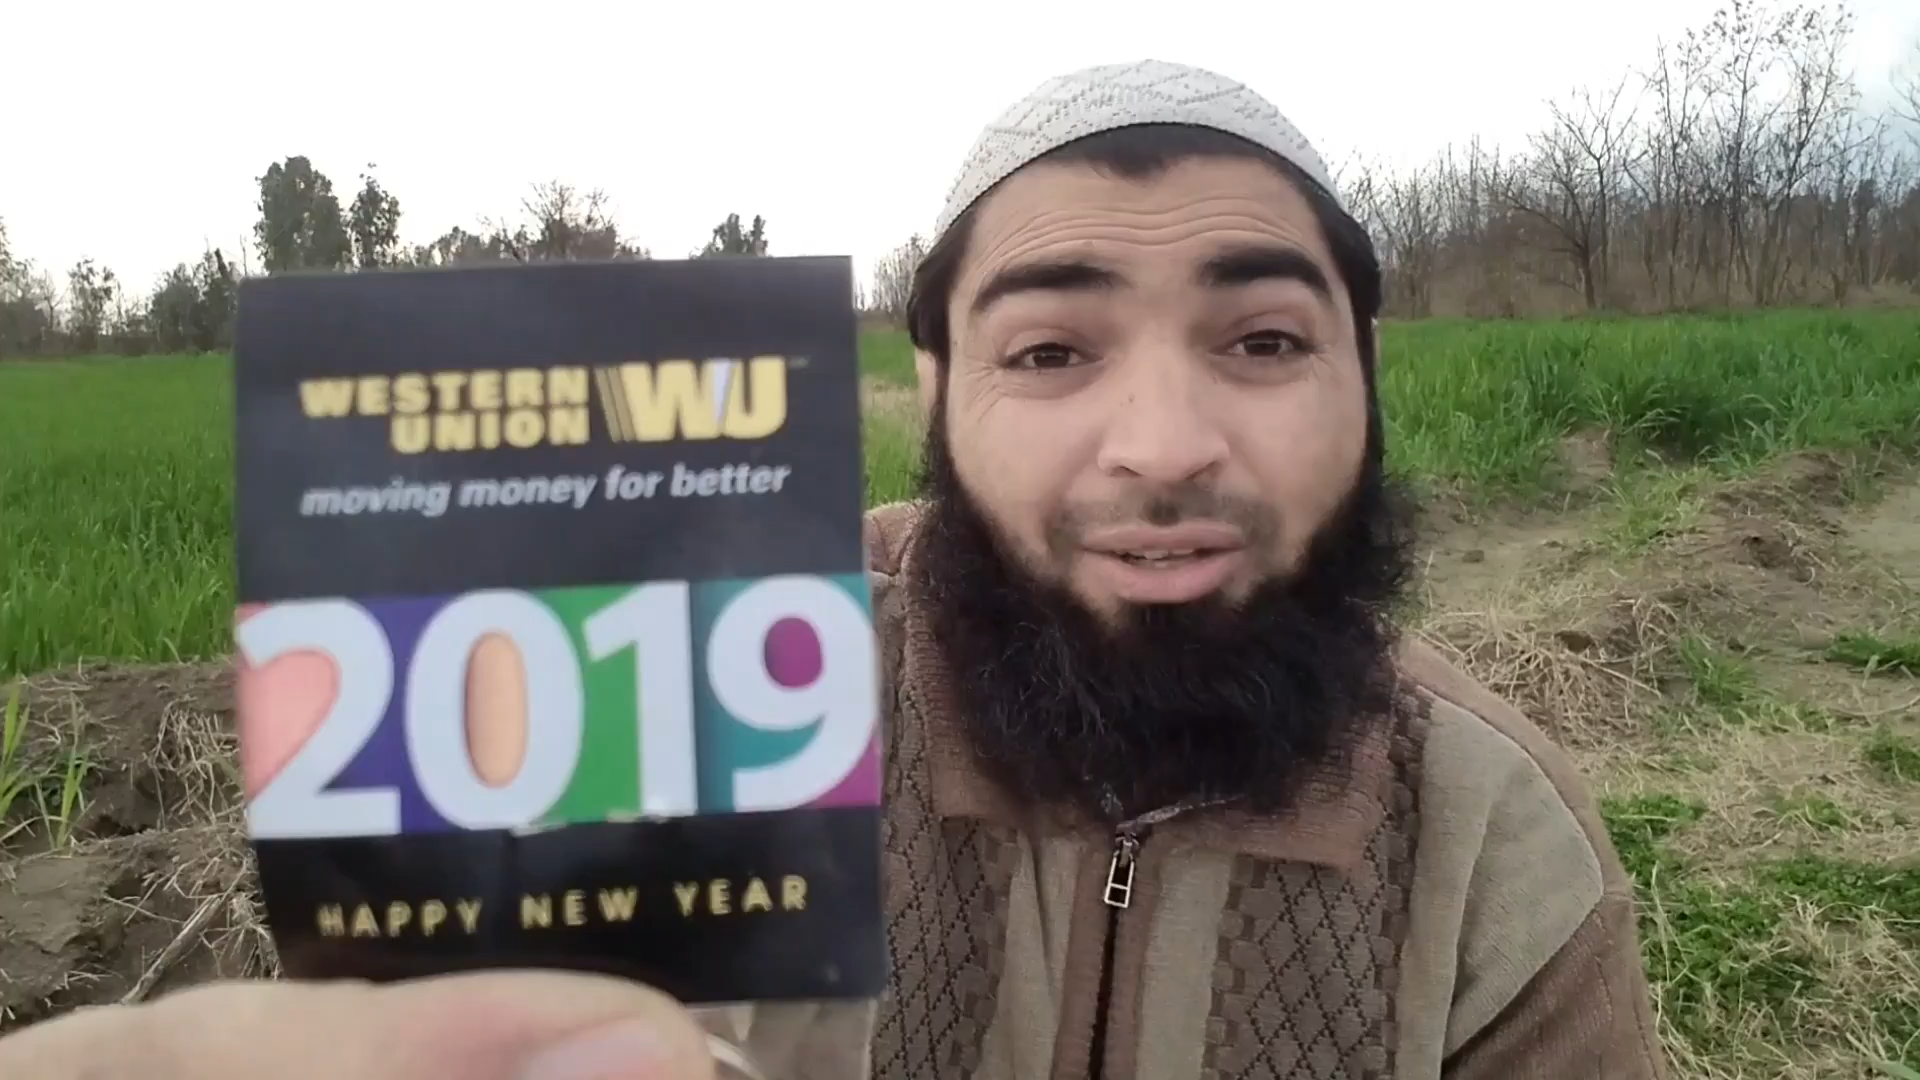 WESTERN
UNION WU
moving money for better
2019
HAPPY NEW YEAR